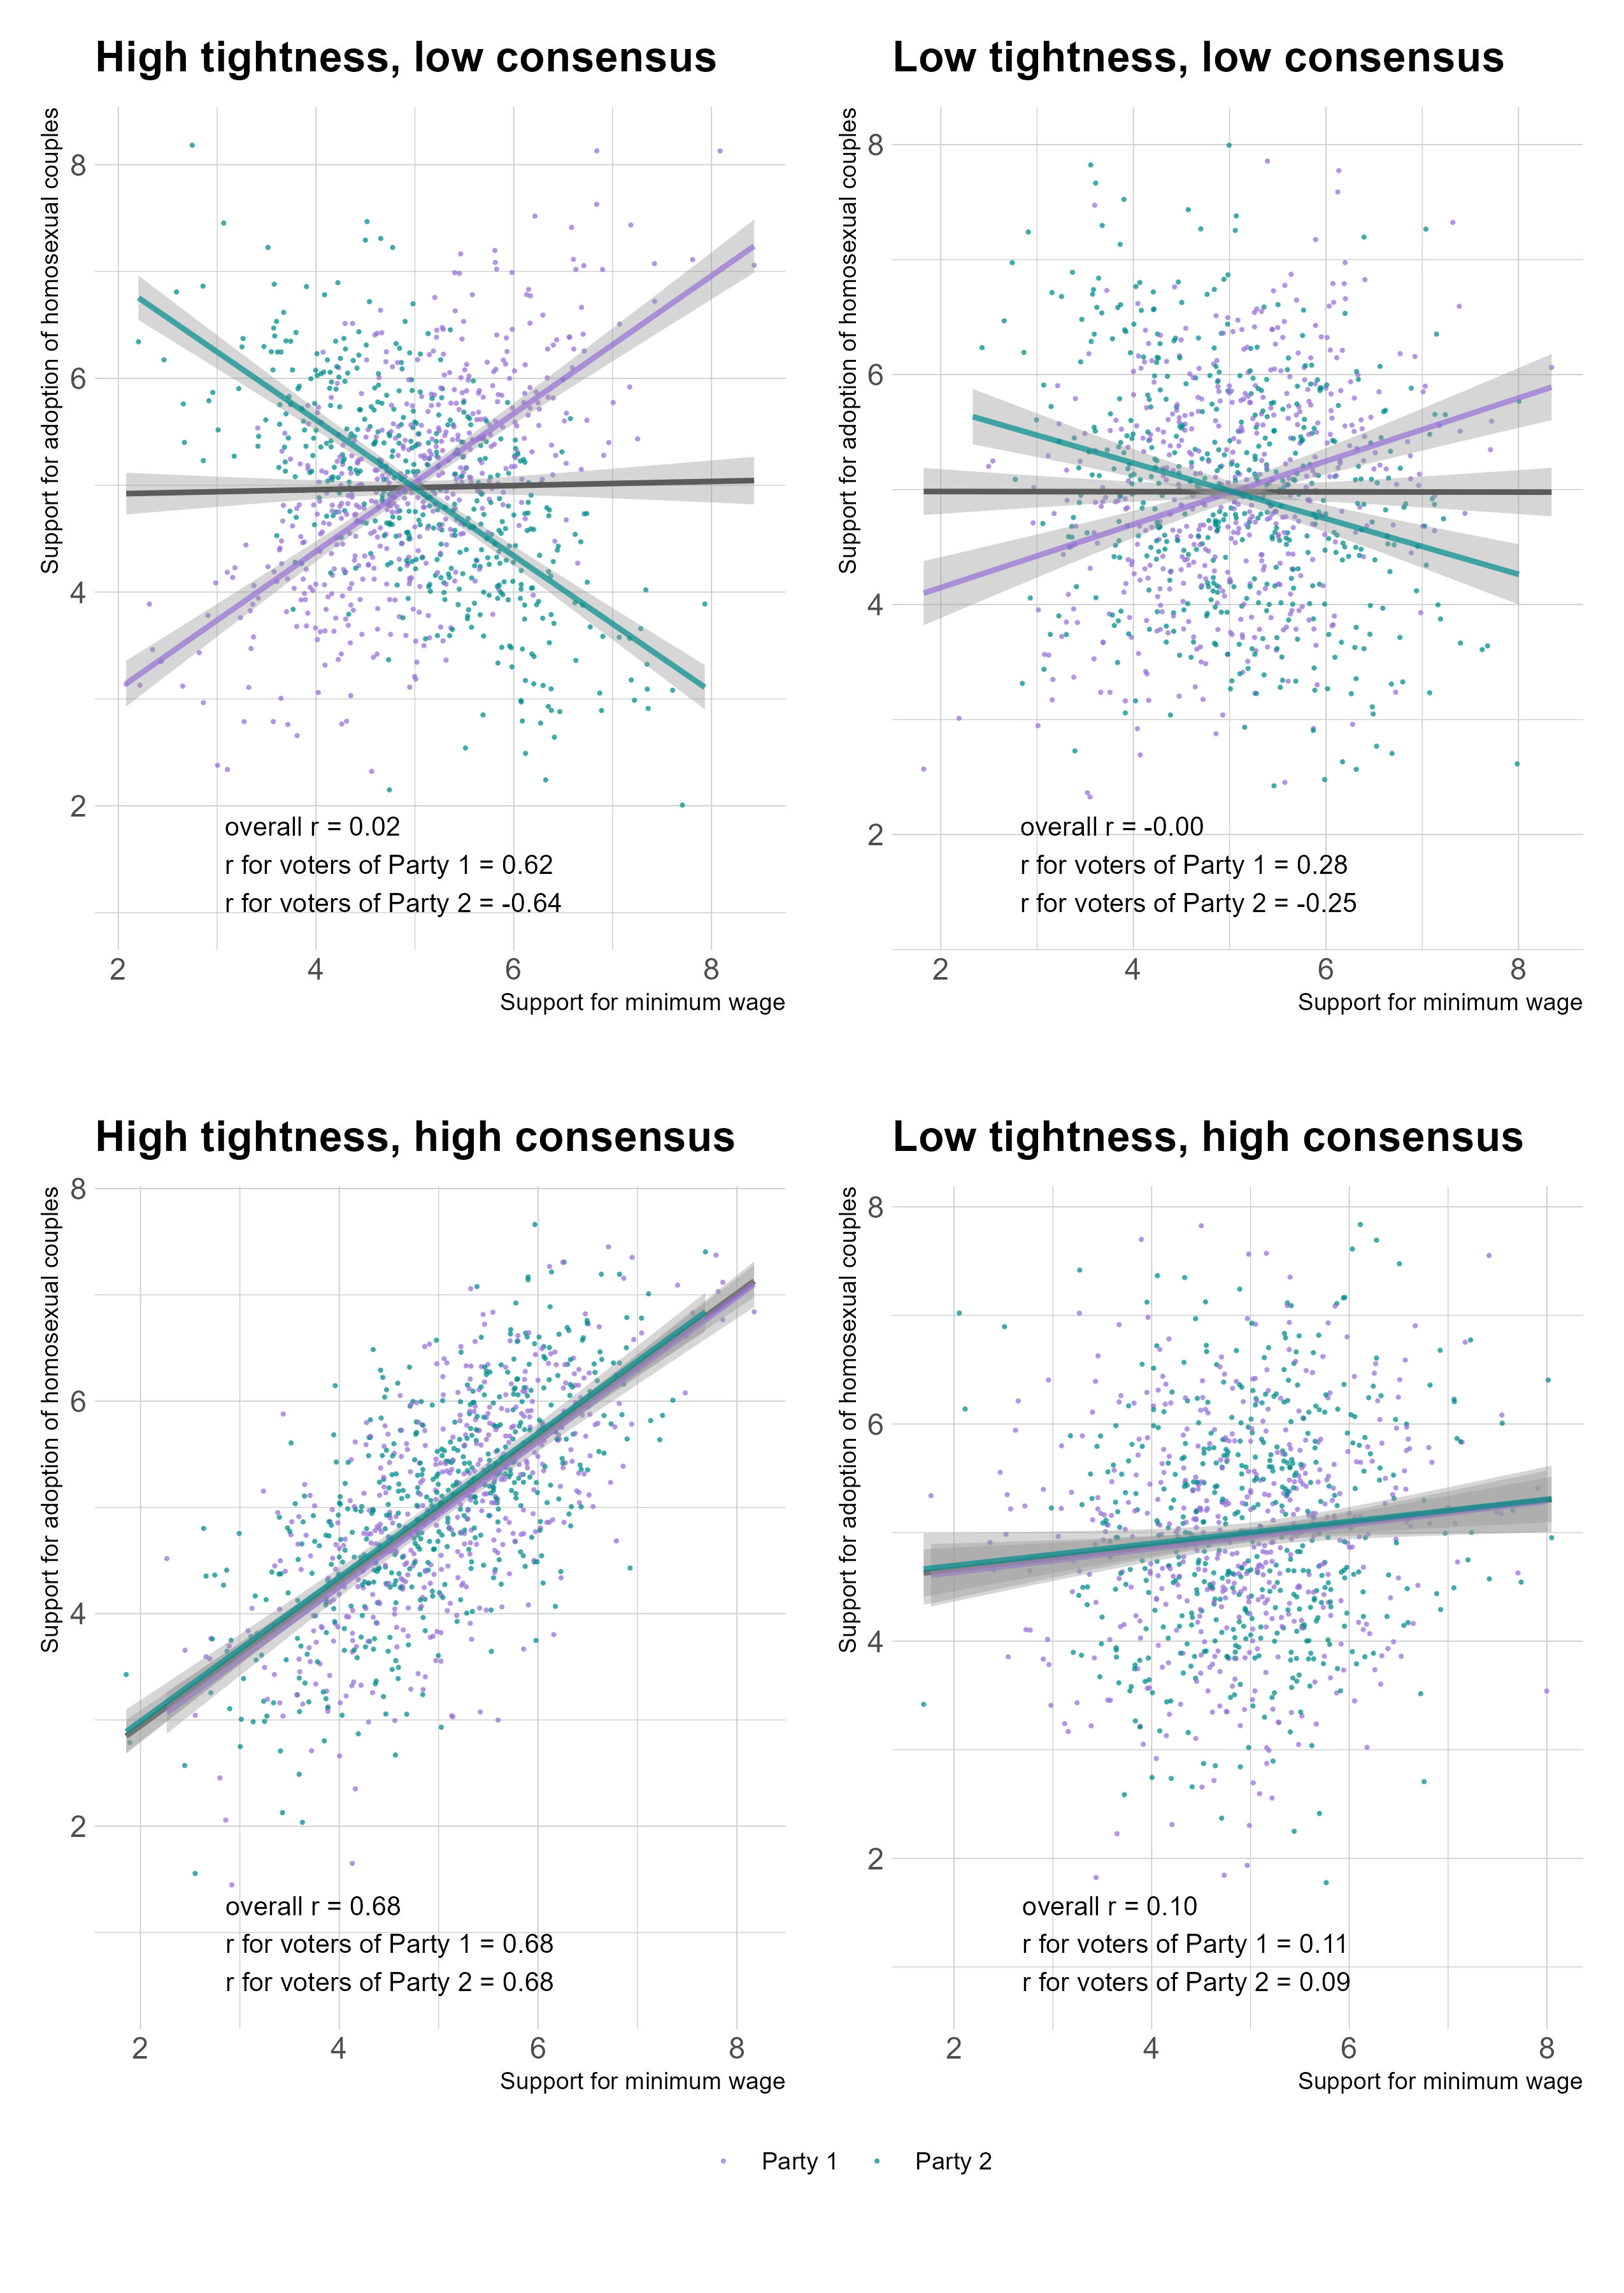 High tightness, low consensus
Support for adoption of homosexual couples
8
6
4
2
overall r = 0.02
r for voters of Party 1 = 0.62
r for voters of Party 2 = -0.64
2 4 6 8
Support for minimum wage
Low tightness, low consensus
Support for adoption of homosexual couples
8
6
4
2
overall r = -0.00
r for voters of Party 1 = 0.28
r for voters of Party 2 = -0.25
2 4 6 8
Support for minimum wage
High tightness, high consensus
Support for adoption of homosexual couples
8
6
4
2
overall r = 0.68
r for voters of Party 1 = 0.68
r for voters of Party 2 = 0.68
2 4 6 8
Support for minimum wage
Low tightness, high consensus
Support for adoption of homosexual couples
8
6
4
2
overall r = 0.10
r for voters of Party 1 = 0.11
r for voters of Party 2 = 0.09
2 4 6 8
Support for minimum wage
Party 1 Party 2